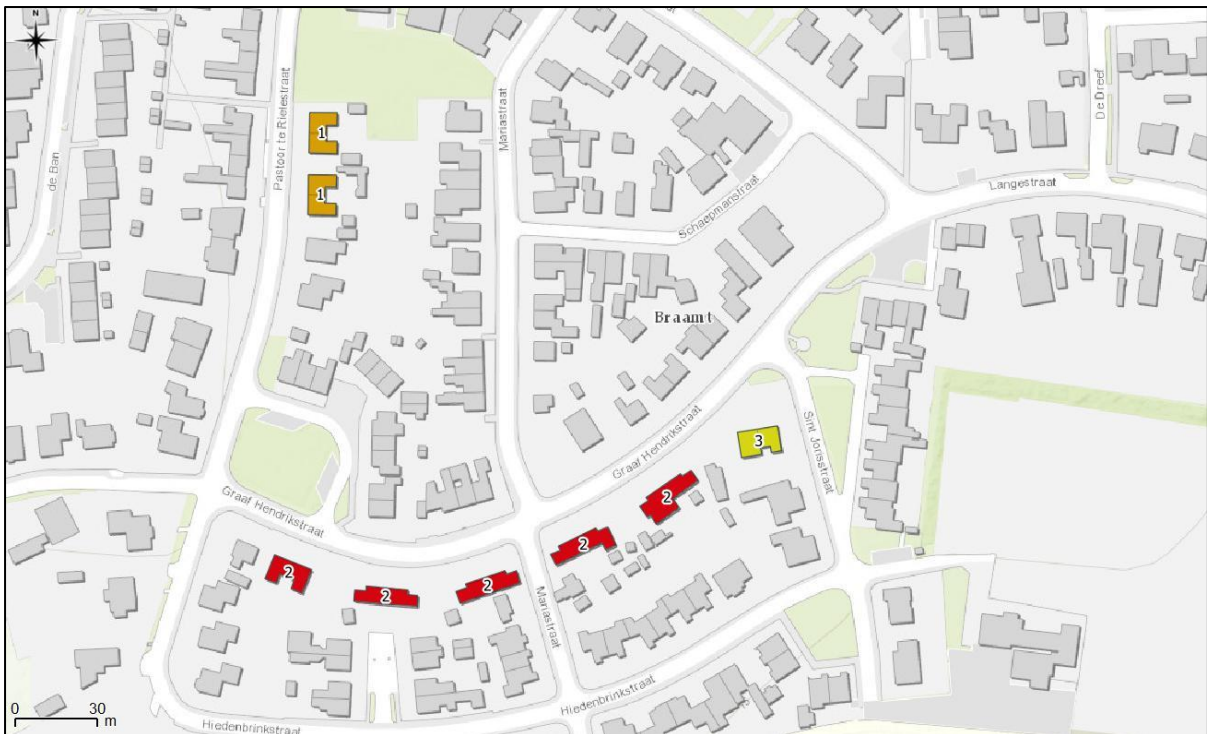 N
de Ban
Pastoor te Rielestraat
Mariastraat
De Dreef
Langestraat
Schaepmanstraat
1
1
Braamt
Graaf Hendrikstraat
Sint Jorisstraat
3
2
2
Graaf Hendrikstraat
2
2
2
Mariastraat
Hiedenbrinkstraat
Hiedenbrinkstraat
0 30
m